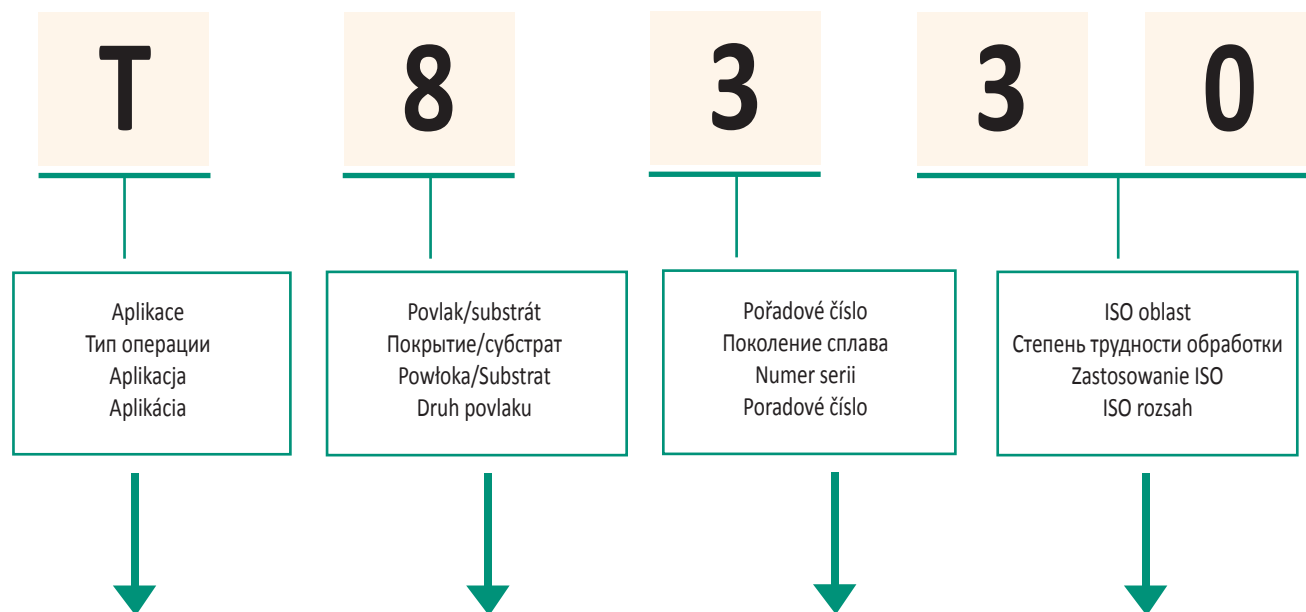 T 8 3 3 0
Aplikace
Тип операции
Aplikacja
Aplikácia
Povlak/substrát
Покрытие/субстрат
Powłoka/Substrat
Druh povlaku
Pořadové číslo
Поколение сплава
Numer serii
Poradové číslo
ISO oblast
Степень трудности обработки
Zastosowanie ISO
ISO rozsah